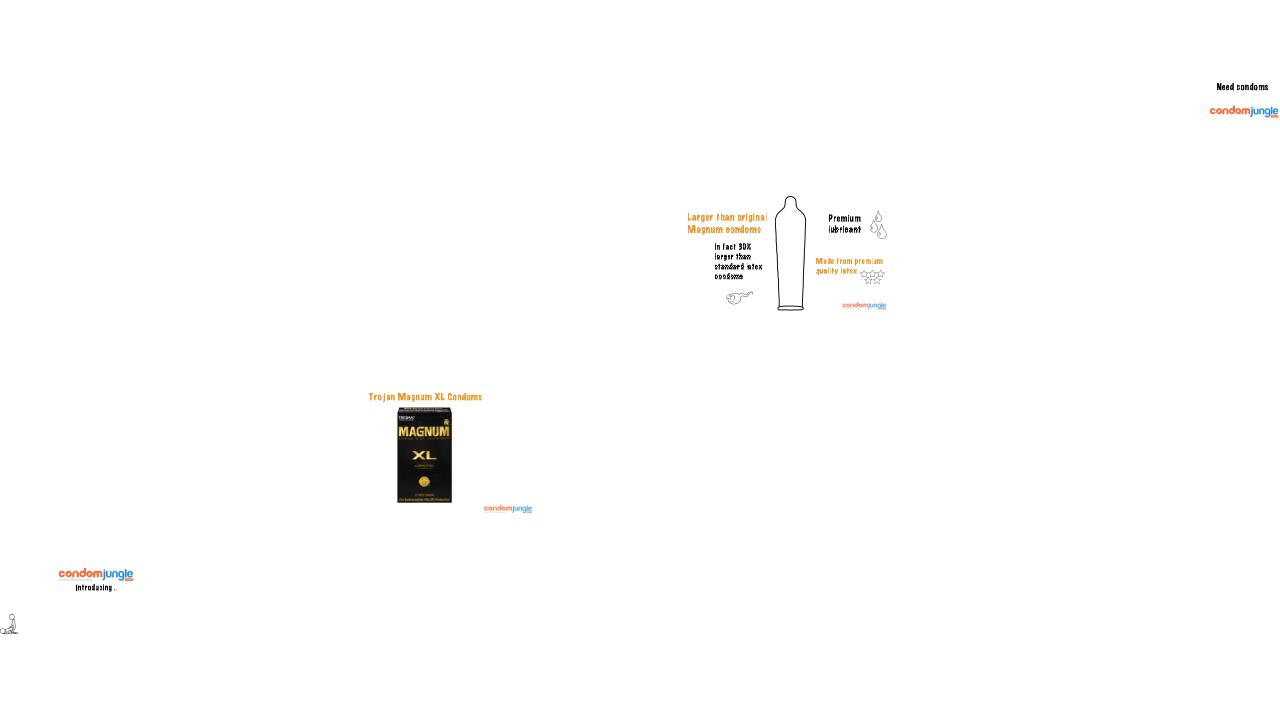 Need condoms
condomjungle
Larger than original
Magnum condoms
In fact 30%
larger than
standard latex
condoms
Premium
lubricant
Made from premium
quality latex
condomjungle
Trojan Magnum XL Condoms
TROJAN
MAGNUM
XL
condomjungle
condomjungle
Introducing...